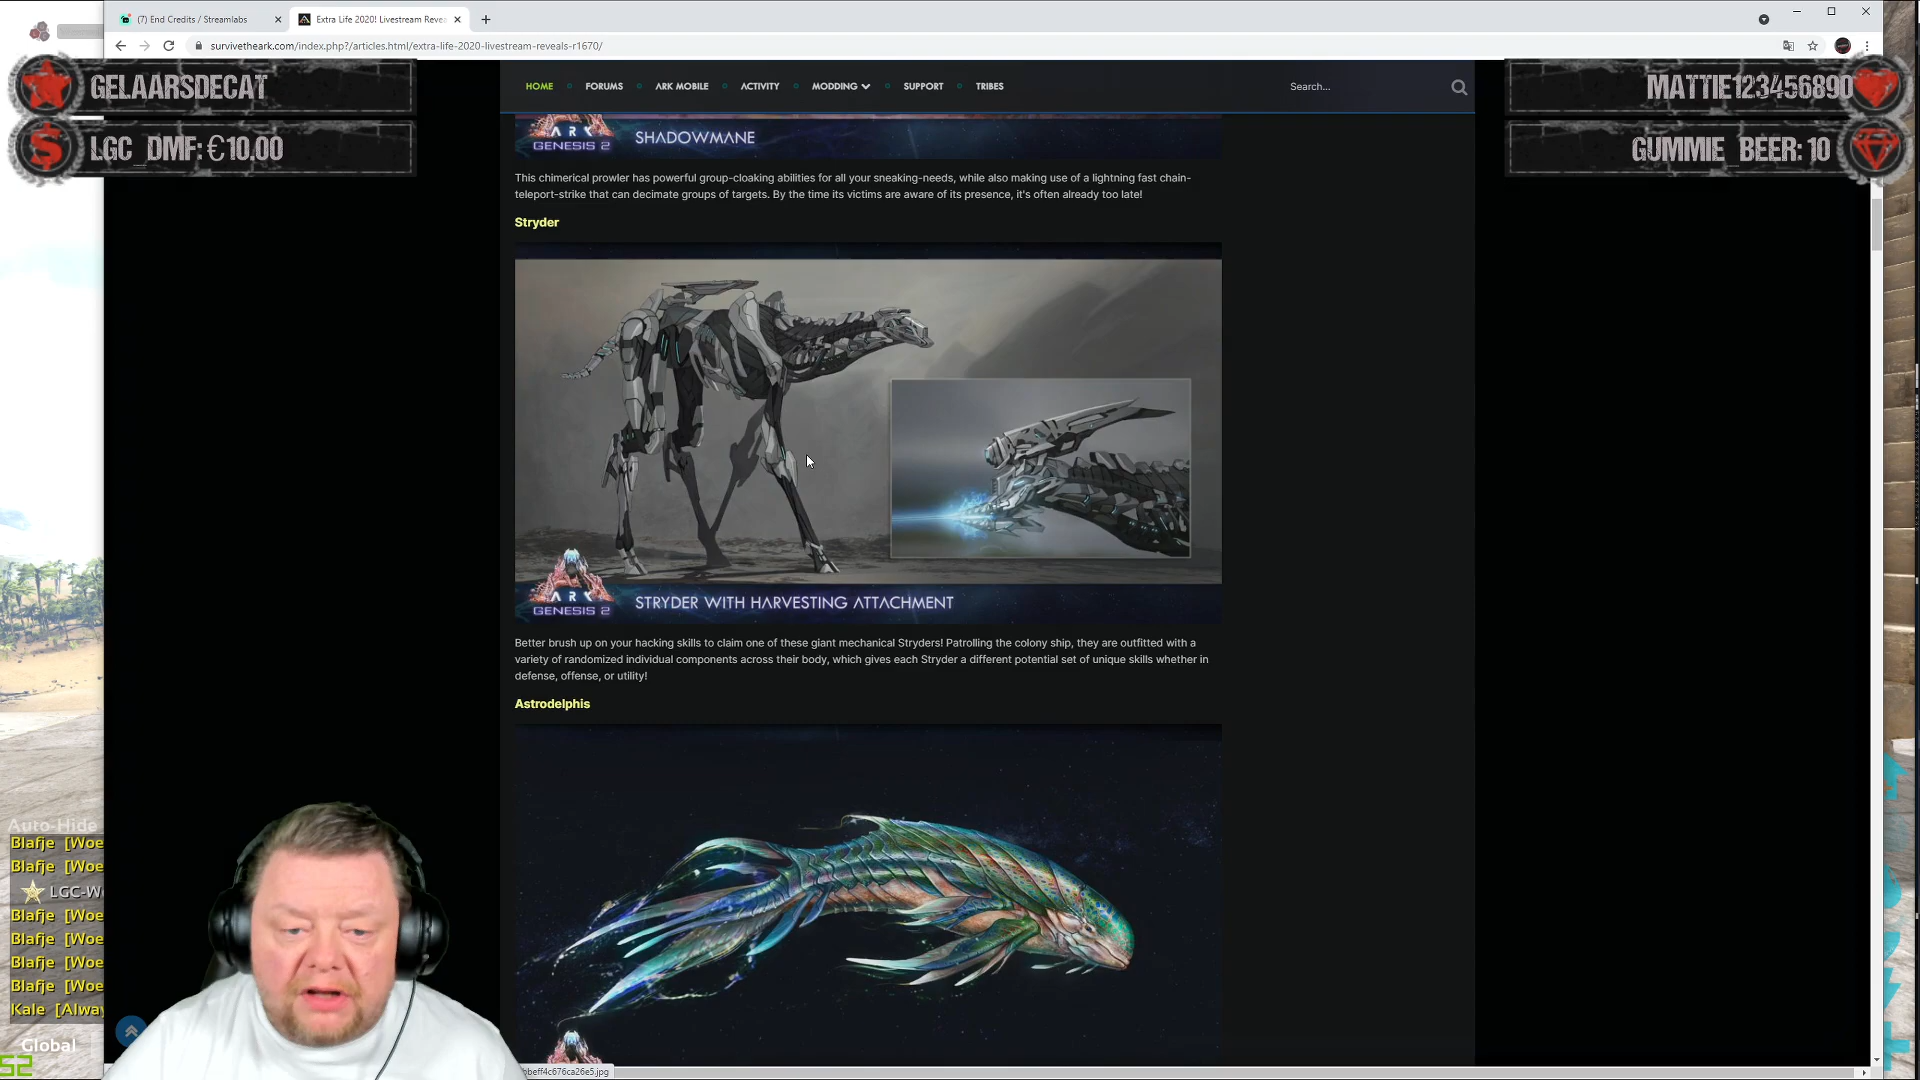 (7) End Credits / Streamlabs
Extra Life 2020! Livestream Revea
survivetheark.com/index.php?/articles.html/extra-life-2020-livestream-reveals-r1670/
GELAARSDECAT
LGC_DMF: €10.00
MATTIE123456890
GUMMIE_BEER: 10
HOME
FORUMS
ARK MOBILE
ACTIVITY
MODDING
SUPPORT
TRIBES
Search...
ARK
GENESIS 2
SHADOWMANE
This chimerical prowler has powerful group-cloaking abilities for all your sneaking-needs, while also making use of a lightning fast chain-
teleport-strike that can decimate groups of targets. By the time its victims are aware of its presence, it's often already too late!
Stryder
ARK
GENESIS 2
STRYDER WITH HARVESTING ATTACHMENT
Better brush up on your hacking skills to claim one of these giant mechanical Stryders! Patrolling the colony ship, they are outfitted with a
variety of randomized individual components across their body, which gives each Stryder a different potential set of unique skills whether in
defense, offense, or utility!
Astrodelphis
Auto-Hide
Blafje [Woe
Blafje [Woe
LGC-W
Blafje [Woe
Blafje [Woe
Blafje [Woe
Blafje [Woe
Kale [Alway
Global
52
bbeff4c676ca26e5.jpg